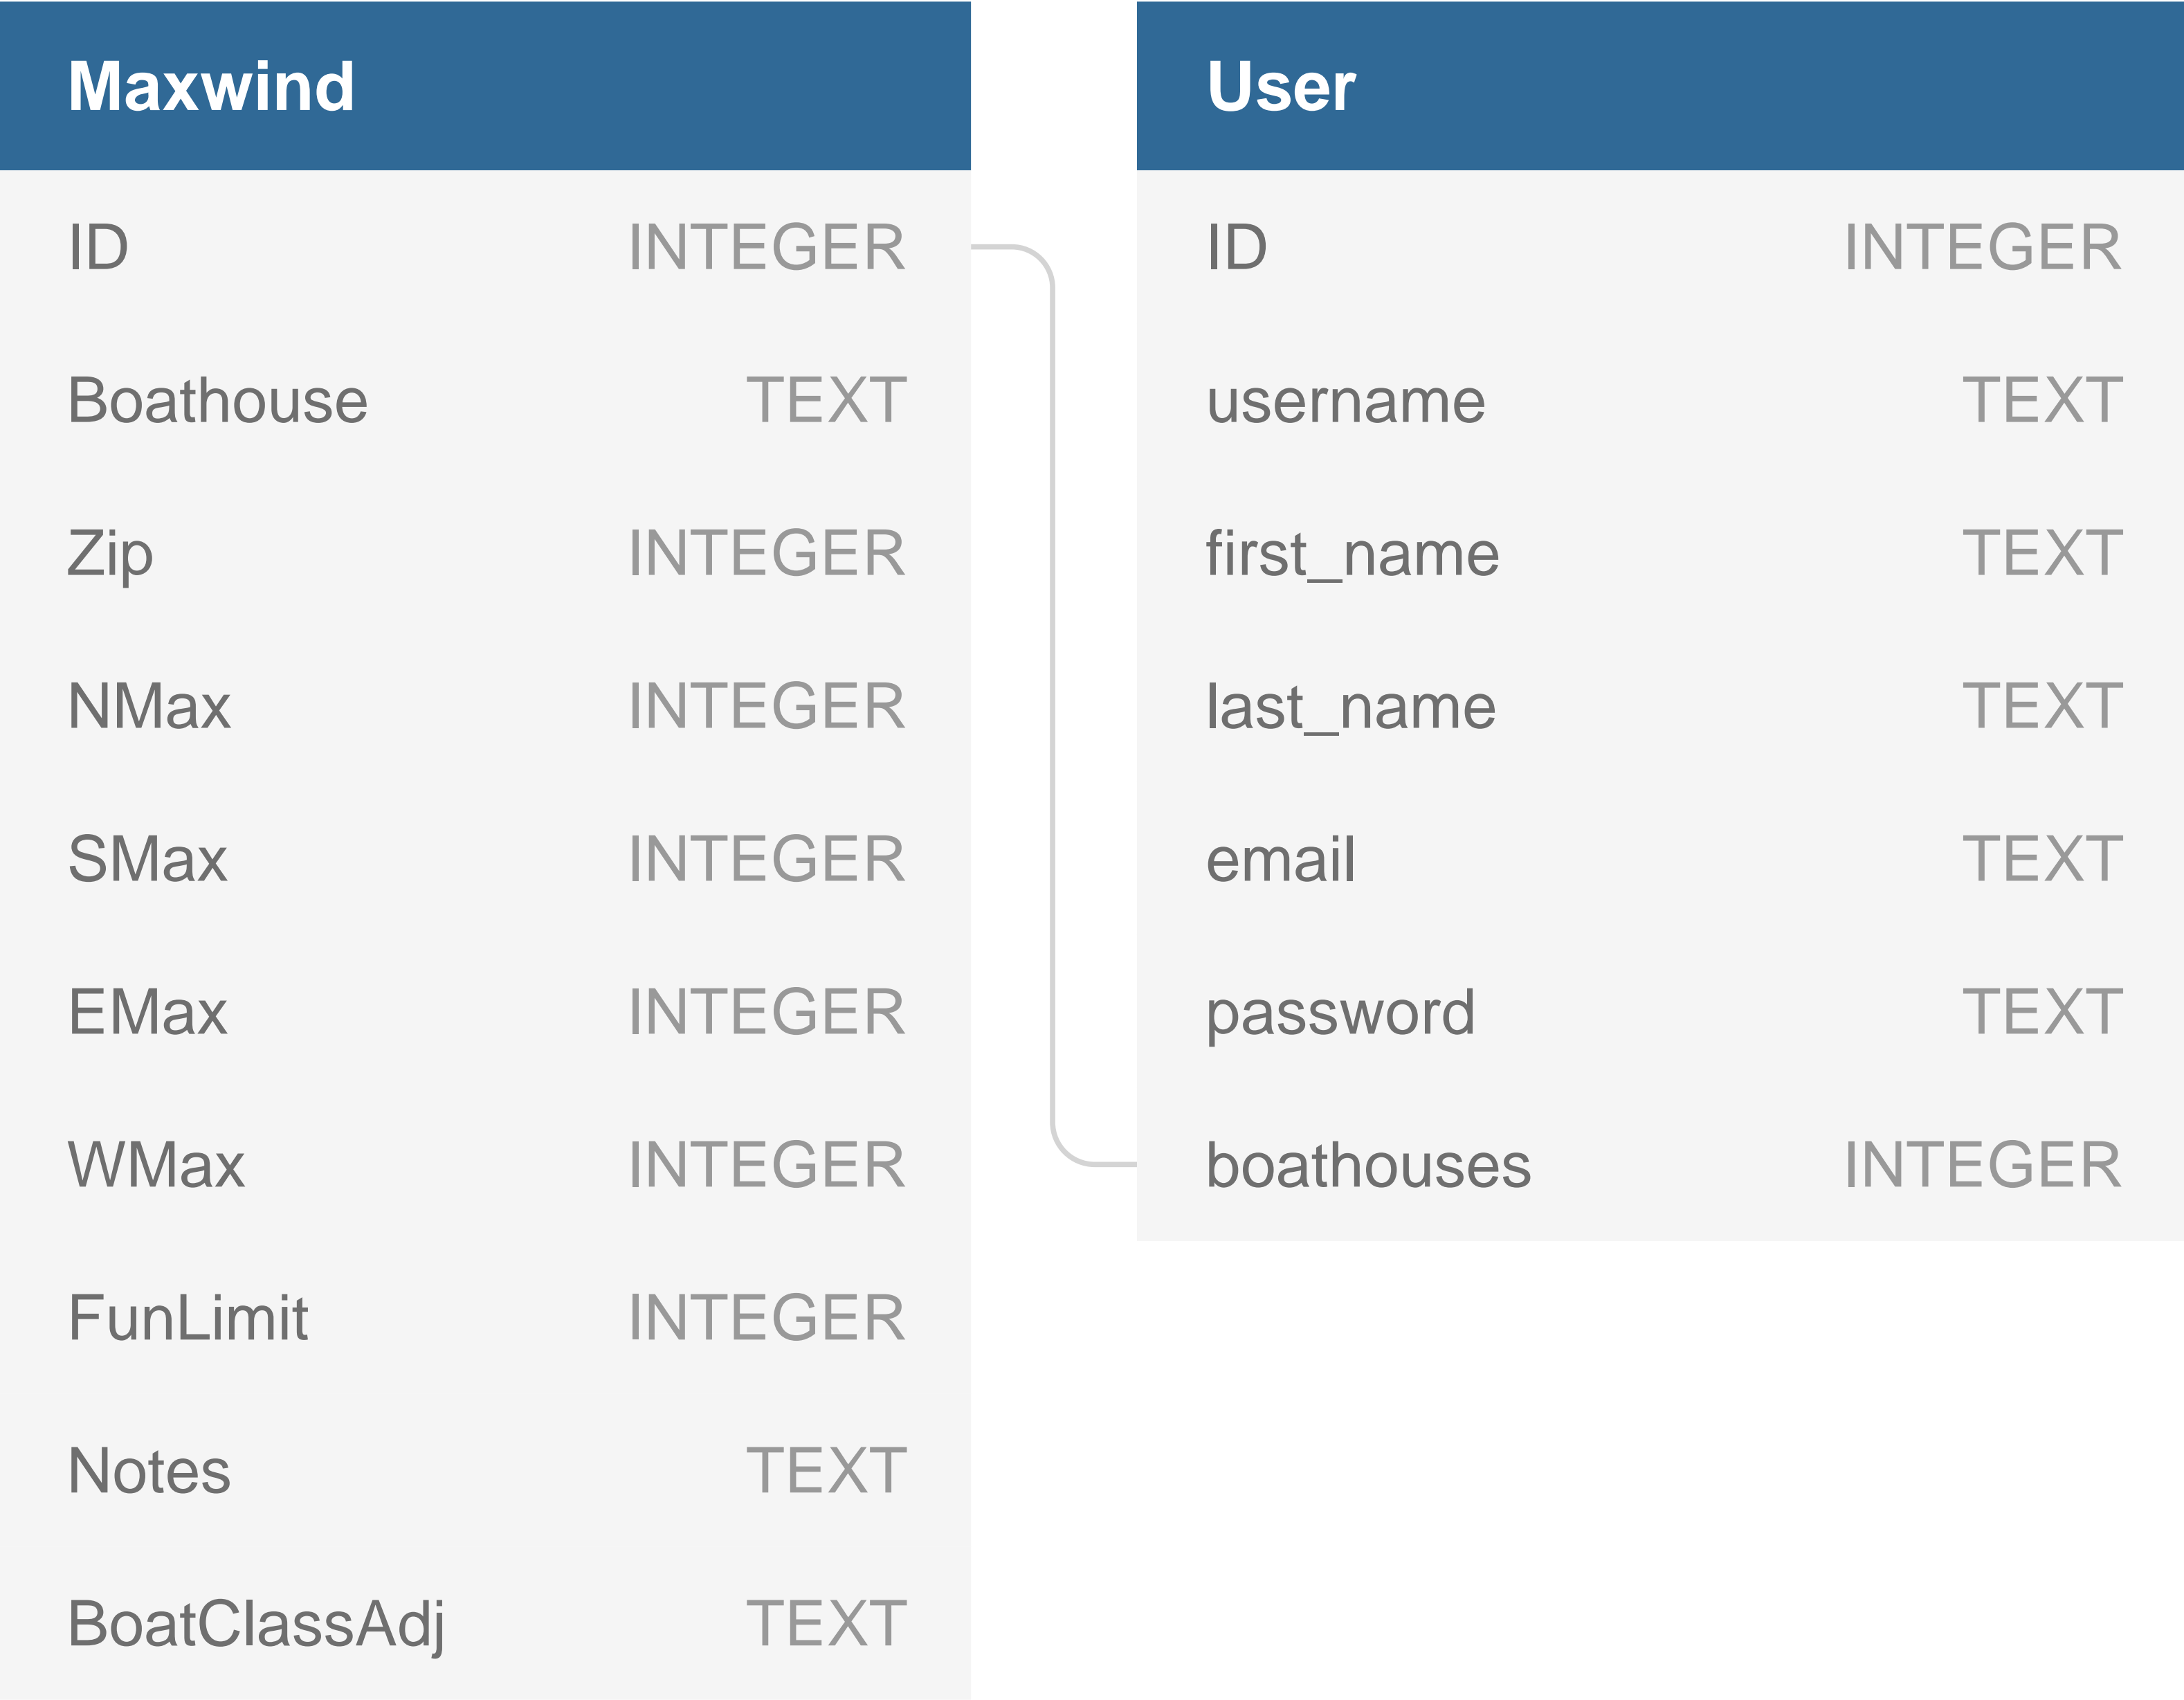 Maxwind
ID INTEGER
Boathouse TEXT
Zip INTEGER
NMax INTEGER
SMax INTEGER
EMax INTEGER
WMax INTEGER
FunLimit INTEGER
Notes TEXT
BoatClassAdj TEXT
User
ID INTEGER
username TEXT
first_name TEXT
last_name TEXT
email TEXT
password TEXT
boathouses INTEGER